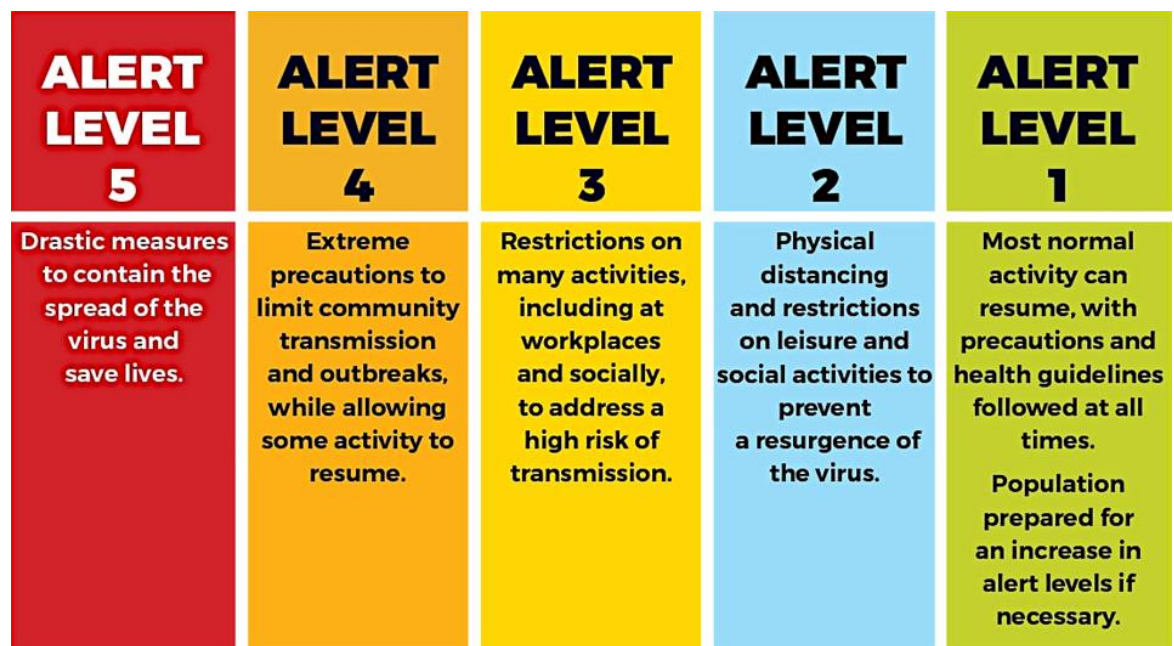 ALERT
LEVEL
5
Drastic measures
to contain the
spread of the
virus and
save lives.
ALERT
LEVEL
4
Extreme
precautions to
limit community
transmission
and outbreaks,
while allowing
some activity to
resume.
ALERT
LEVEL
3
Restrictions on
many activities,
including at
workplaces
and socially,
to address a
high risk of
transmission.
ALERT
LEVEL
2
Physical
distancing
and restrictions
on leisure and
social activities to
prevent
a resurgence of
the virus.
ALERT
LEVEL
1
Most normal
activity can
resume, with
precautions and
health guidelines
followed at all
times.
Population
prepared for
an increase in
alert levels if
necessary.